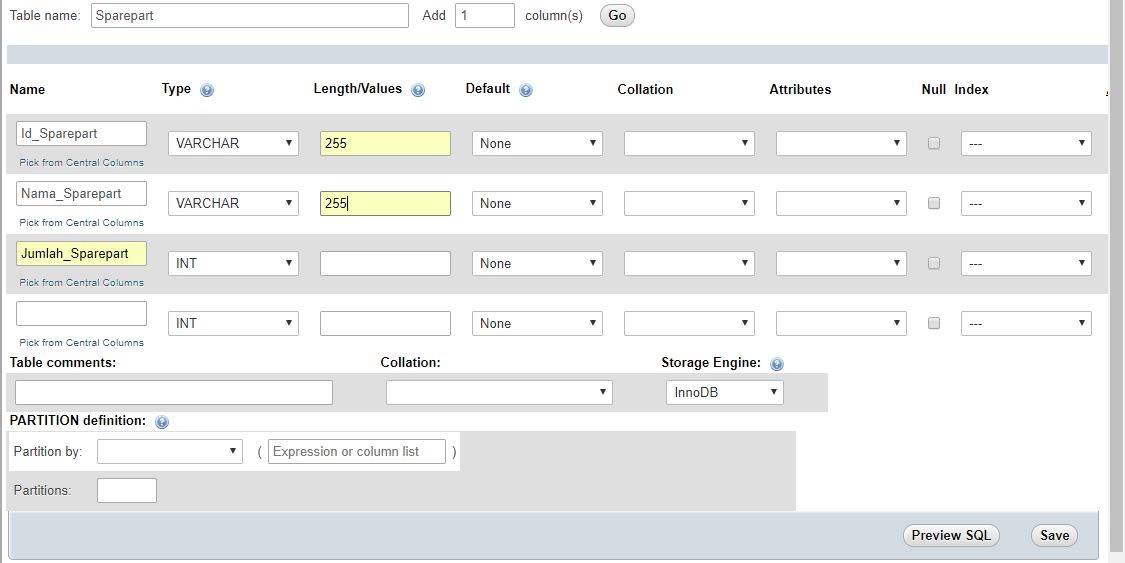 Table name: Sparepart Add 1 column(s) Go
Name Type Length/Values Default Collation Attributes Null Index
Id_Sparepart VARCHAR 255 None ---
Pick from Central Columns
Nama_Sparepart VARCHAR 255 None ---
Pick from Central Columns
Jumlah_Sparepart INT None ---
Pick from Central Columns
INT None ---
Pick from Central Columns
Table comments: Collation: Storage Engine:
InnoDB
PARTITION definition:
Partition by: ( Expression or column list )
Partitions:
Preview SQL Save